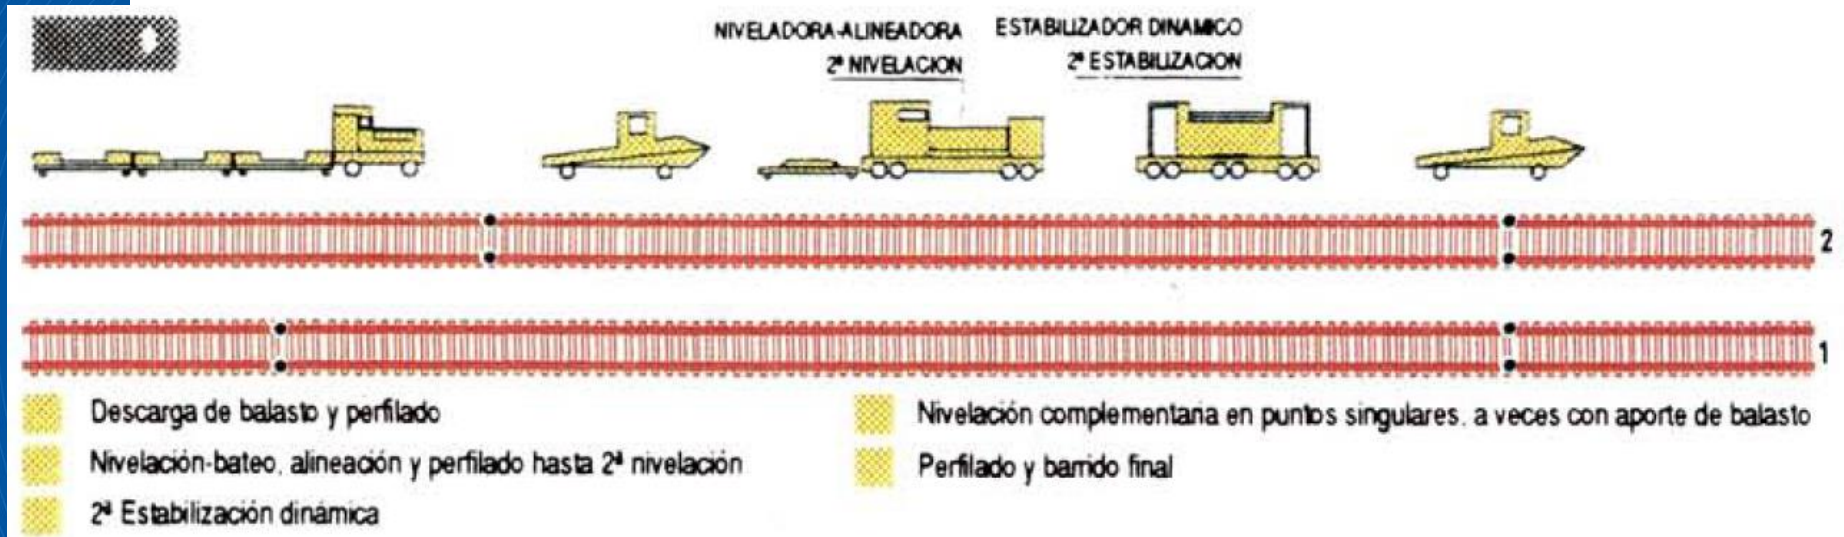 NIVELADORA-ALINEADORA
2ª NIVELACION
ESTABILIZADOR DINAMICO
2ª ESTABILIZACION
2
1
Descarga de balasto y perfilado
Nivelación-bateo, alineación y perfilado hasta 2ª nivelación
2ª Estabilización dinámica
Nivelación complementaria en puntos singulares, a veces con aporte de balasto
Perfilado y barrido final